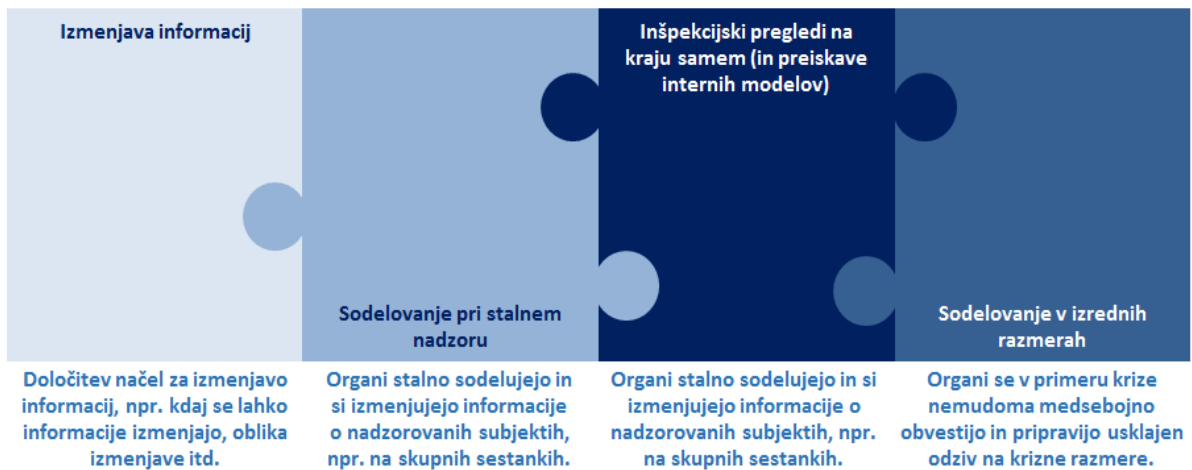 Izmenjava informacij
Inšpekcijski pregledi na
kraju samem (in preiskave
internih modelov)
Sodelovanje pri stalnem
nadzoru
Sodelovanje v izrednih
razmerah
Določitev načel za izmenjavo
informacij, npr. kdaj se lahko
informacije izmenjajo, oblika
izmenjave itd.
Organi stalno sodelujejo in
si izmenjujejo informacije
o nadzorovanih subjektih,
npr. na skupnih sestankih.
Organi stalno sodelujejo in si
izmenjujejo informacije o
nadzorovanih subjektih, npr.
na skupnih sestankih.
Organi se v primeru krize
nemudoma medsebojno
obvestijo in pripravijo usklajen
odziv na krizne razmere.